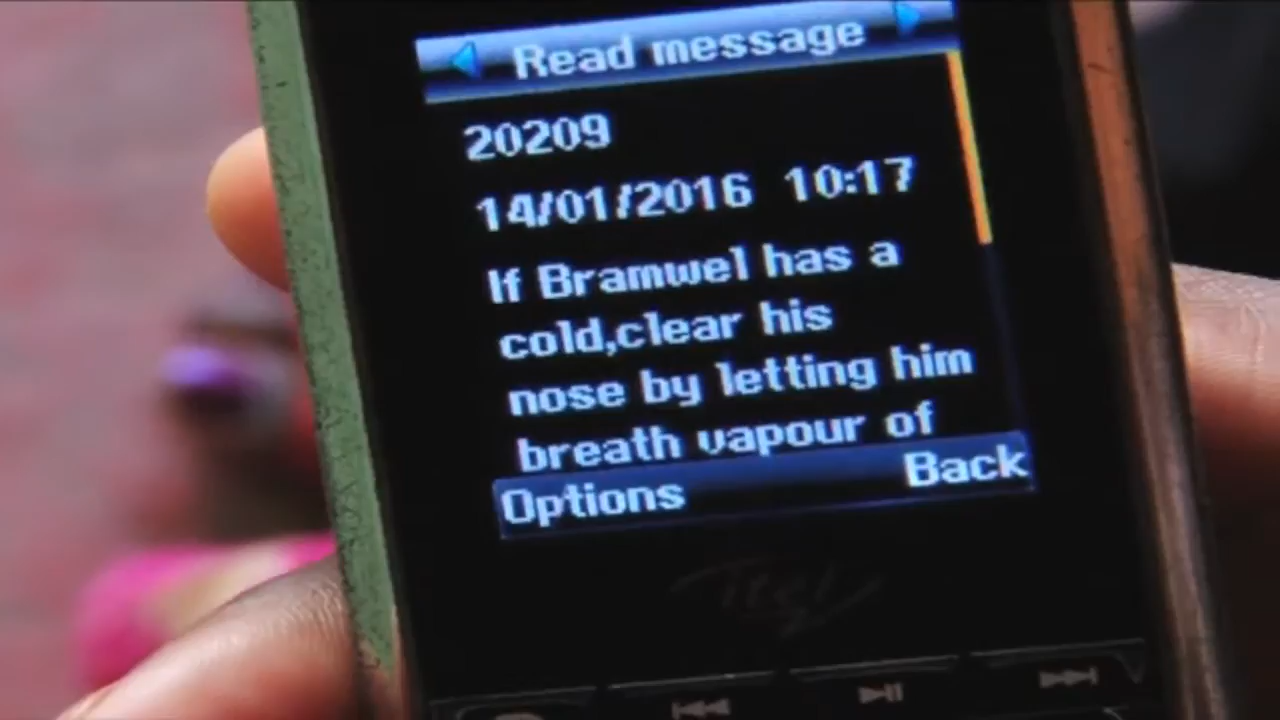 Read message
20209
14/01/2016 10:17
If Bramwel has a
cold,clear his
nose by letting him
breath vapour of
Options Back
itel